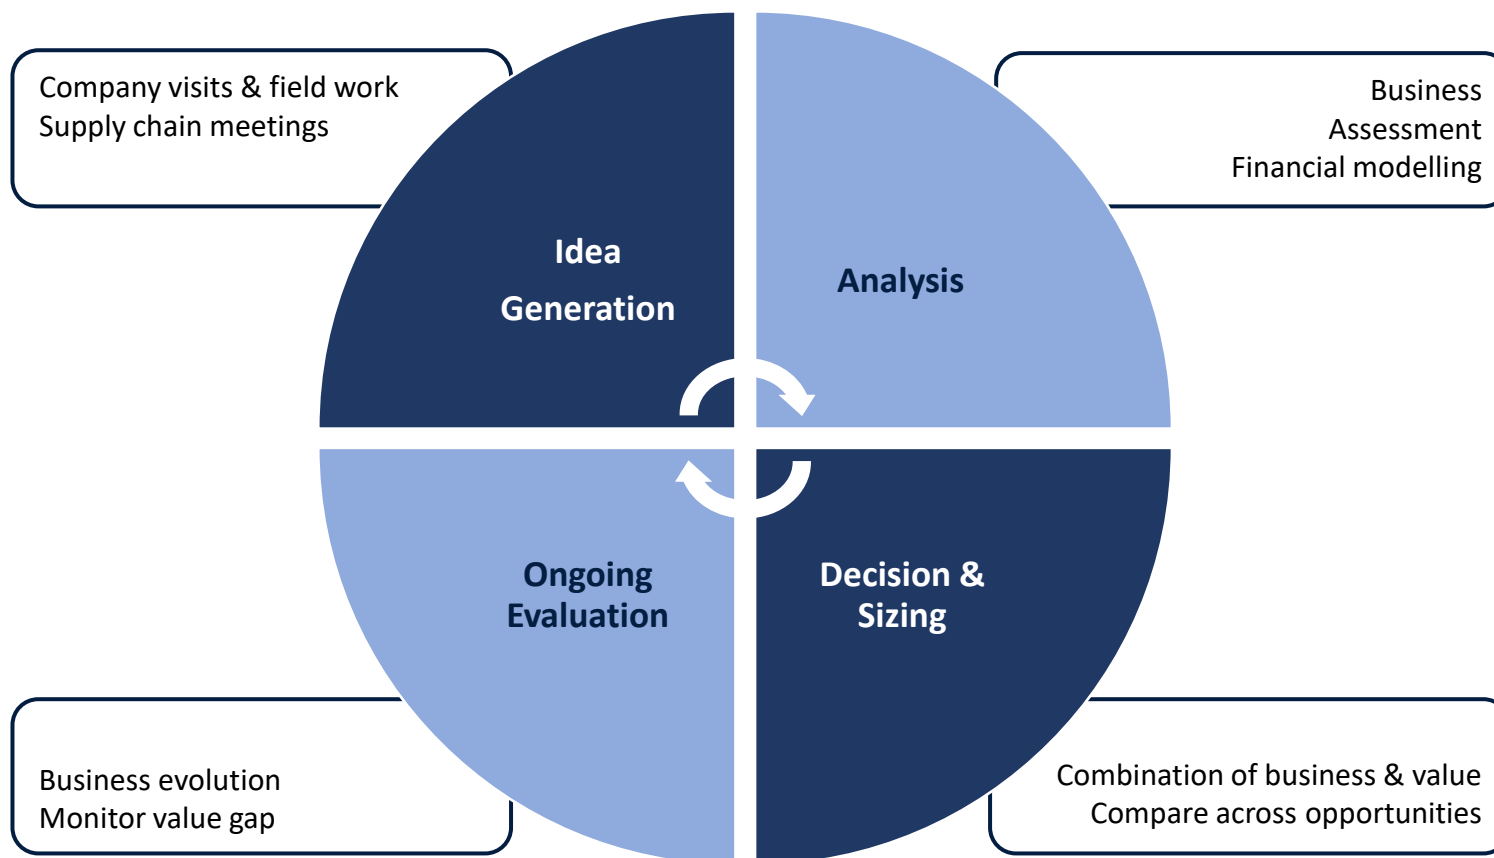 Company visits & field work
Supply chain meetings
Business
Assessment
Financial modelling
Idea
Generation
Analysis
Ongoing
Evaluation
Decision &
Sizing
Business evolution
Monitor value gap
Combination of business & value
Compare across opportunities